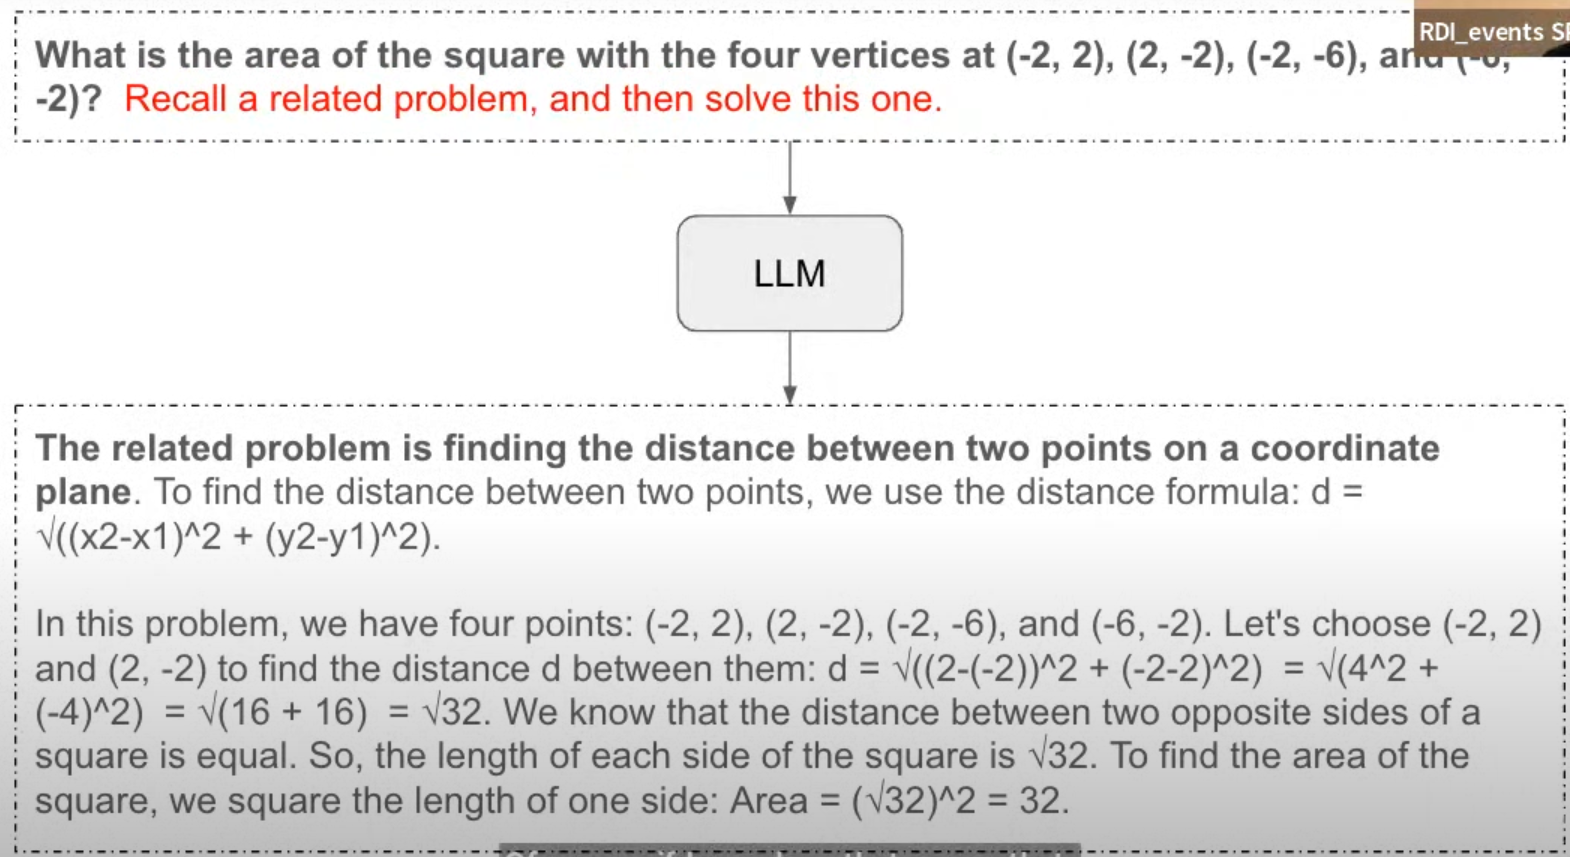 RDI_events
What is the area of the square with the four vertices at (-2, 2), (2, -2), (-2, -6), and
-2)? Recall a related problem, and then solve this one.
LLM
The related problem is finding the distance between two points on a coordinate
plane. To find the distance between two points, we use the distance formula: d =
√((x2-x1)^2 + (y2-y1)^2).
In this problem, we have four points: (-2, 2), (2, -2), (-2, -6), and (-6, -2). Let's choose (-2, 2)
and (2, -2) to find the distance d between them: d = √((2-(-2))^2 + (-2-2)^2) = √(4^2 +
(-4)^2) = √(16 + 16) = √32. We know that the distance between two opposite sides of a
square is equal. So, the length of each side of the square is √32. To find the area of the
square, we square the length of one side: Area = (√32)^2 = 32.